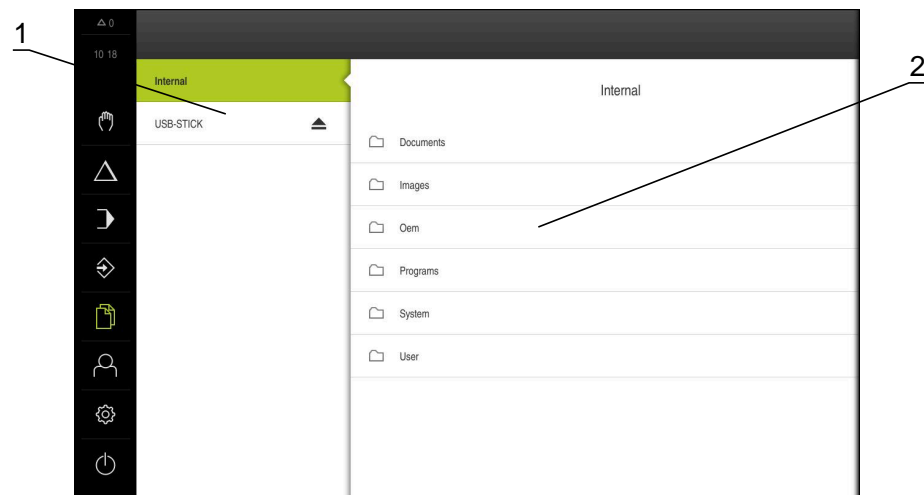 1
△ 0
10 18
Internal
USB-STICK
Internal
Documents
Images
Oem
Programs
System
User
2